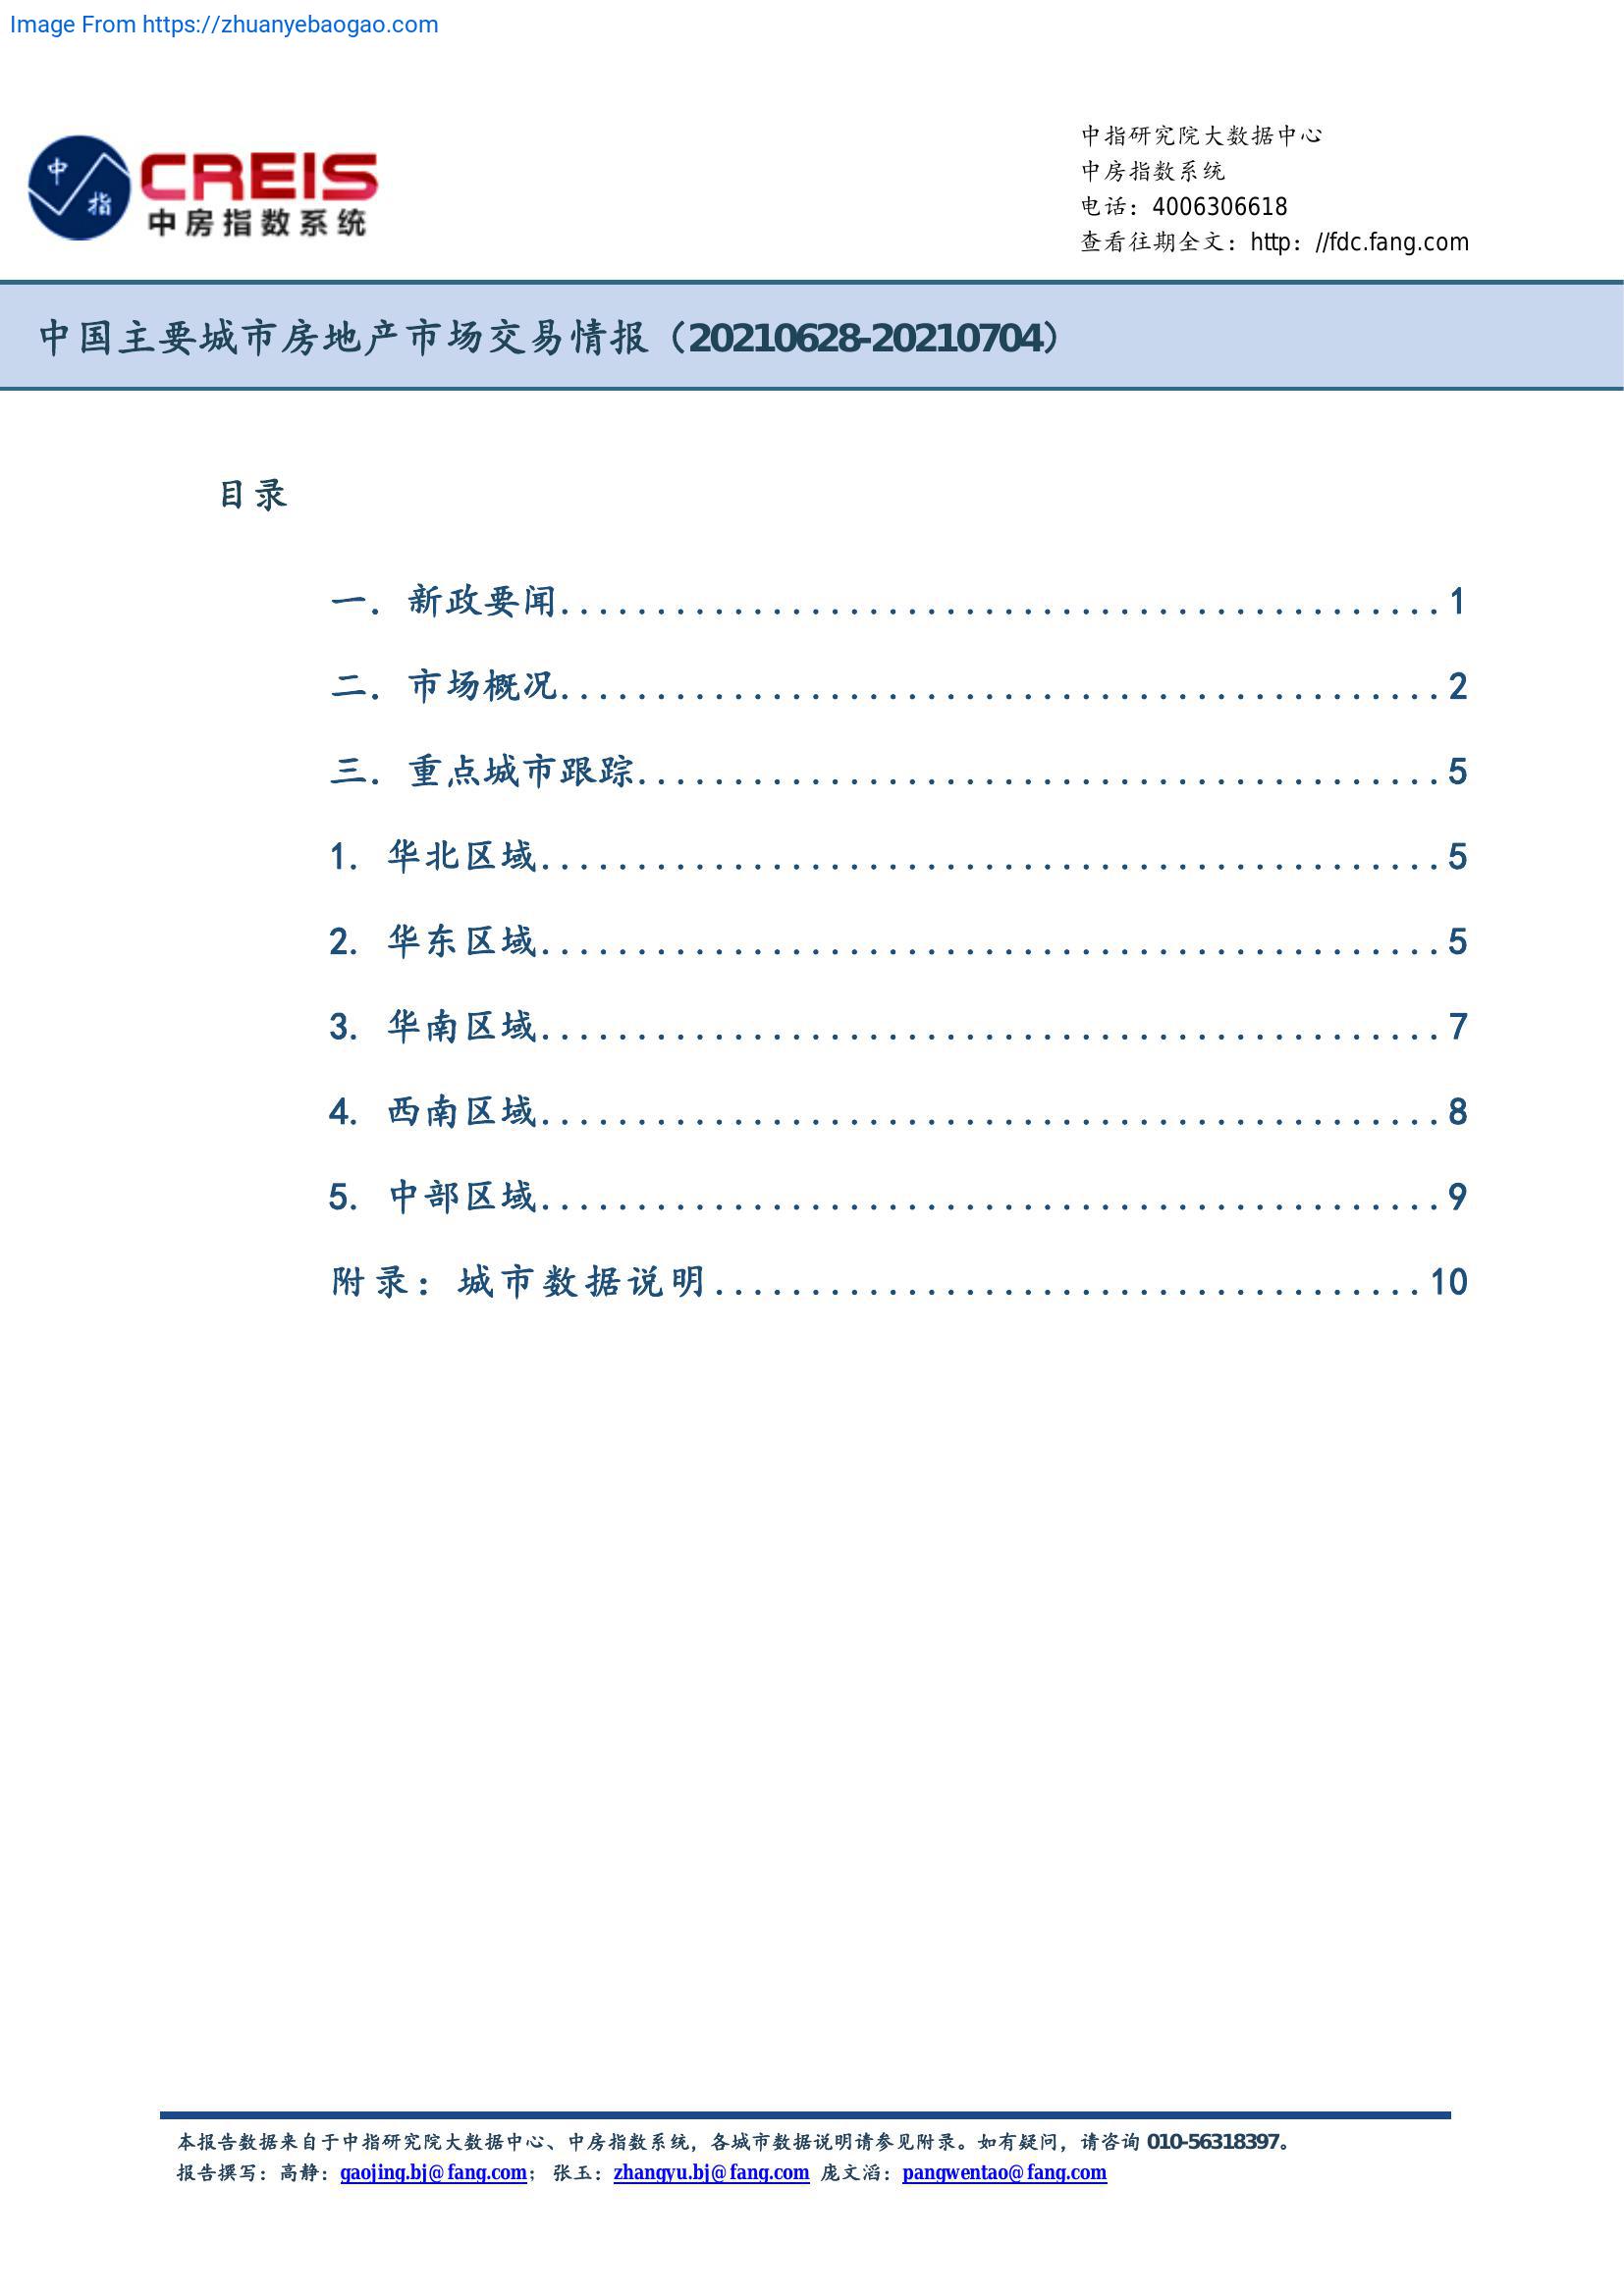 Image From https://zhuanyebaogao.com
中指研究院大数据中心
中房指数系统
电话：4006306618
查看往期全文：http：//fdc.fang.com
中
指
CREIS
中房指数系统
中国主要城市房地产市场交易情报（20210628-20210704）
目录
一. 新政要闻..............................................1
二. 市场概况..............................................2
三. 重点城市跟踪..........................................5
1. 华北区域...............................................5
2. 华东区域...............................................5
3. 华南区域...............................................7
4. 西南区域...............................................8
5. 中部区域...............................................9
附录：城市数据说明.....................................10
本报告数据来自于中指研究院大数据中心、中房指数系统，各城市数据说明请参见附录。如有疑问，请咨询 010-56318397。
报告撰写：高静：gaojing.bj@fang.com； 张玉：zhangyu.bj@fang.com 庞文滔：pangwentao@fang.com